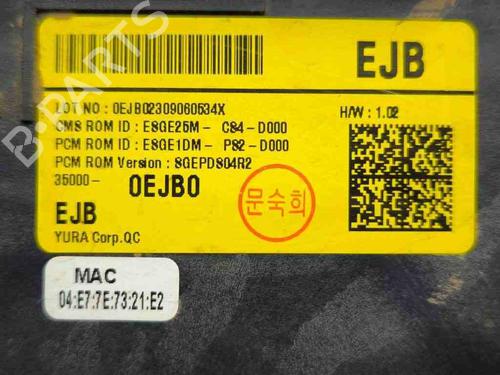 B-PARTS
EJB
LOT NO : 0EJB02309060534X
CMS ROM ID : E8GE25M- C84-D000
PCM ROM ID : E8GE1DM- P82-D000
PCM ROM Version : 8GEPDS04R2
H/W : 1.02
35000- 0EJB0
문숙희
EJB
YURA Corp.QC
MAC
04:E7:7E:73:21:E2